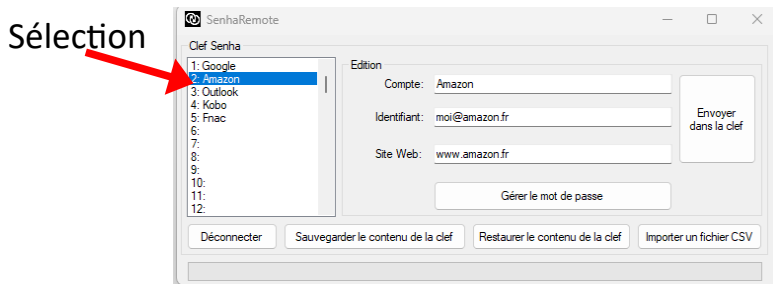 Sélection
SenhaRemote
Clef Senha
1: Google
2: Amazon
3: Outlook
4: Kobo
5: Fnac
6:
7:
8:
9:
10:
11:
12:
Edition
Compte: Amazon
Identifiant: moi@amazon.fr
Site Web: www.amazon.fr
Envoyer
dans la clef
Gérer le mot de passe
Déconnecter Sauvegarder le contenu de la clef Restaurer le contenu de la clef Importer un fichier CSV